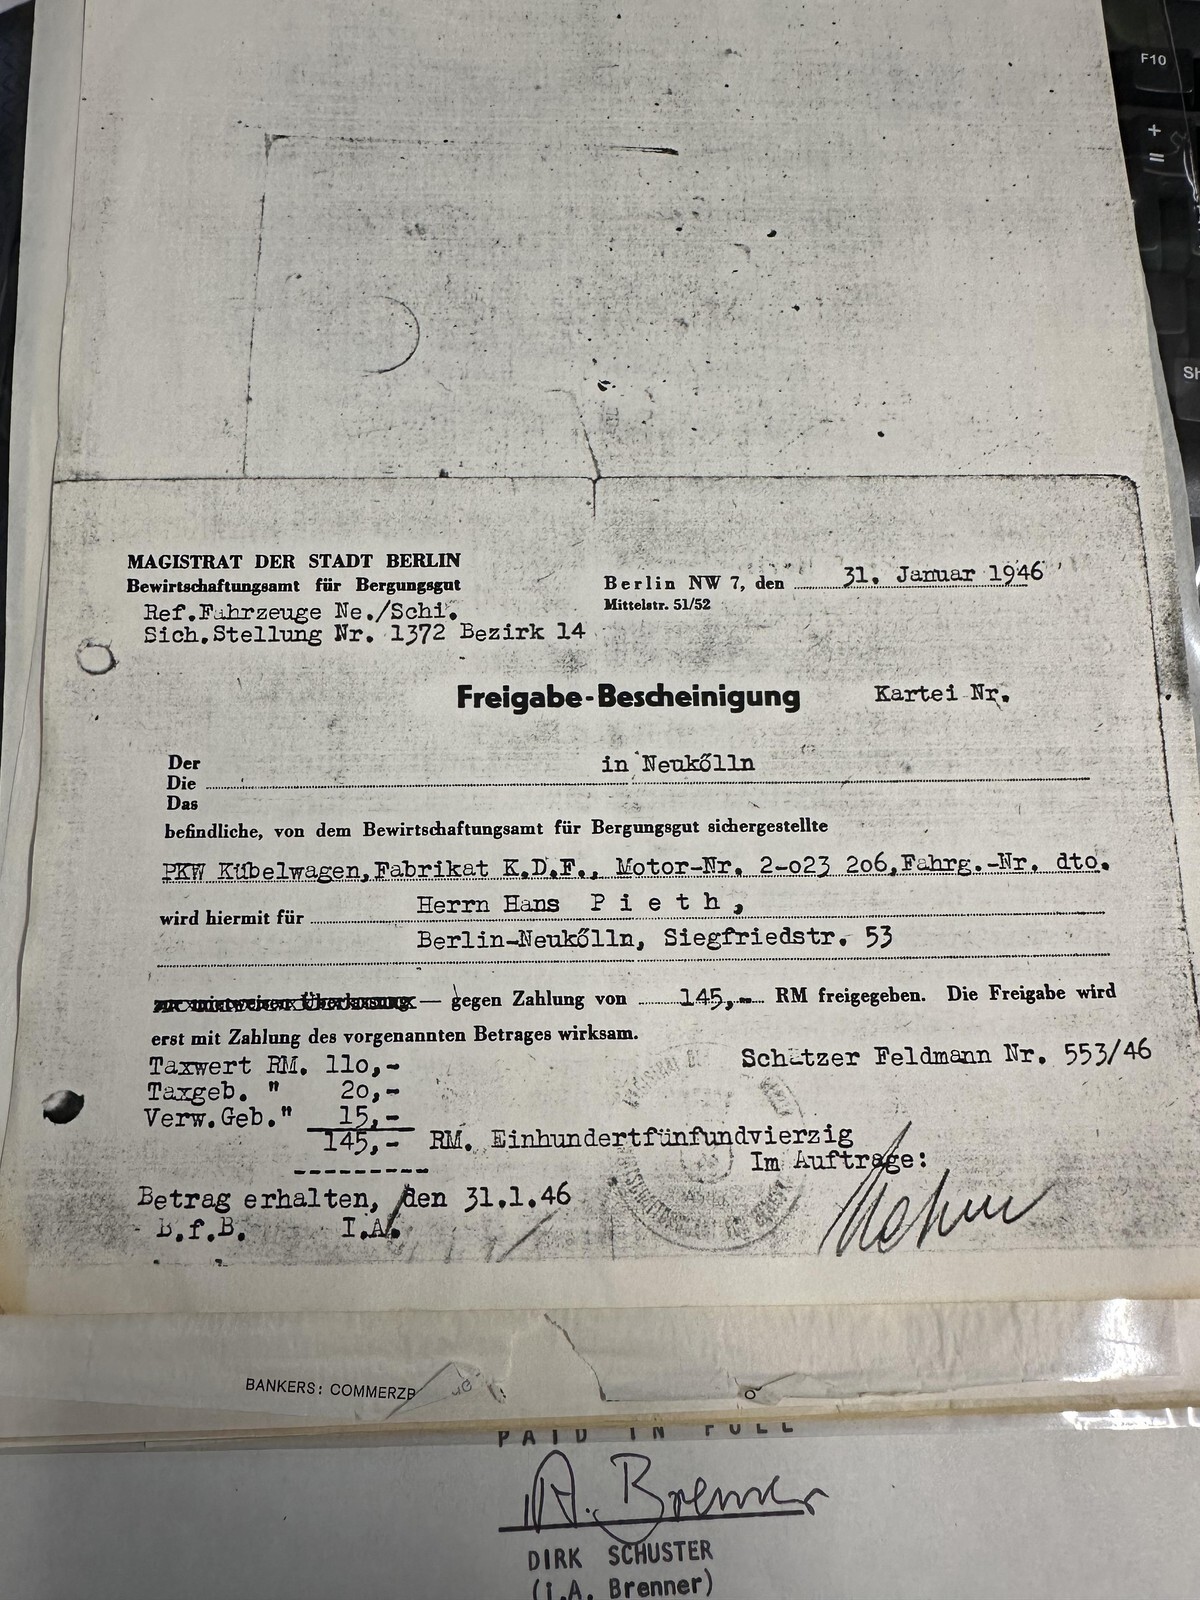 F10
+
=
Sh
MAGISTRAT DER STADT BERLIN
Bewirtschaftungsamt für Bergungsgut
Ref.Fahrzeuge Ne./Schi.
Sich.Stellung Nr. 1372 Bezirk 14
Berlin NW 7, den 31. Januar 1946
Mittelstr. 51/52
Freigabe-Bescheinigung Kartei Nr.
Der
Die in Neukölln
Das
befindliche, von dem Bewirtschaftungsamt für Bergungsgut sichergestellte
PKW Kübelwagen,Fabrikat K.D.F., Motor-Nr. 2-023 206,Fahrg.-Nr. dto.
wird hiermit für Herrn Hans P i e t h ,
Berlin-Neukölln, Siegfriedstr. 53
zur mietweisen Überlassung — gegen Zahlung von 145,- RM freigegeben. Die Freigabe wird
erst mit Zahlung des vorgenannten Betrages wirksam.
Taxwert RM. 110,- Schätzer Feldmann Nr. 553/46
Taxgeb. " 20,-
Verw.Geb." 15,-
145,- RM. Einhundertfünfundvierzig
Im Auftrage:
Betrag erhalten, den 31.1.46
B.f.B. I.A.
BANKERS: COMMERZB
PAID IN FULL
A. Brenner
DIRK SCHUSTER
(i.A. Brenner)